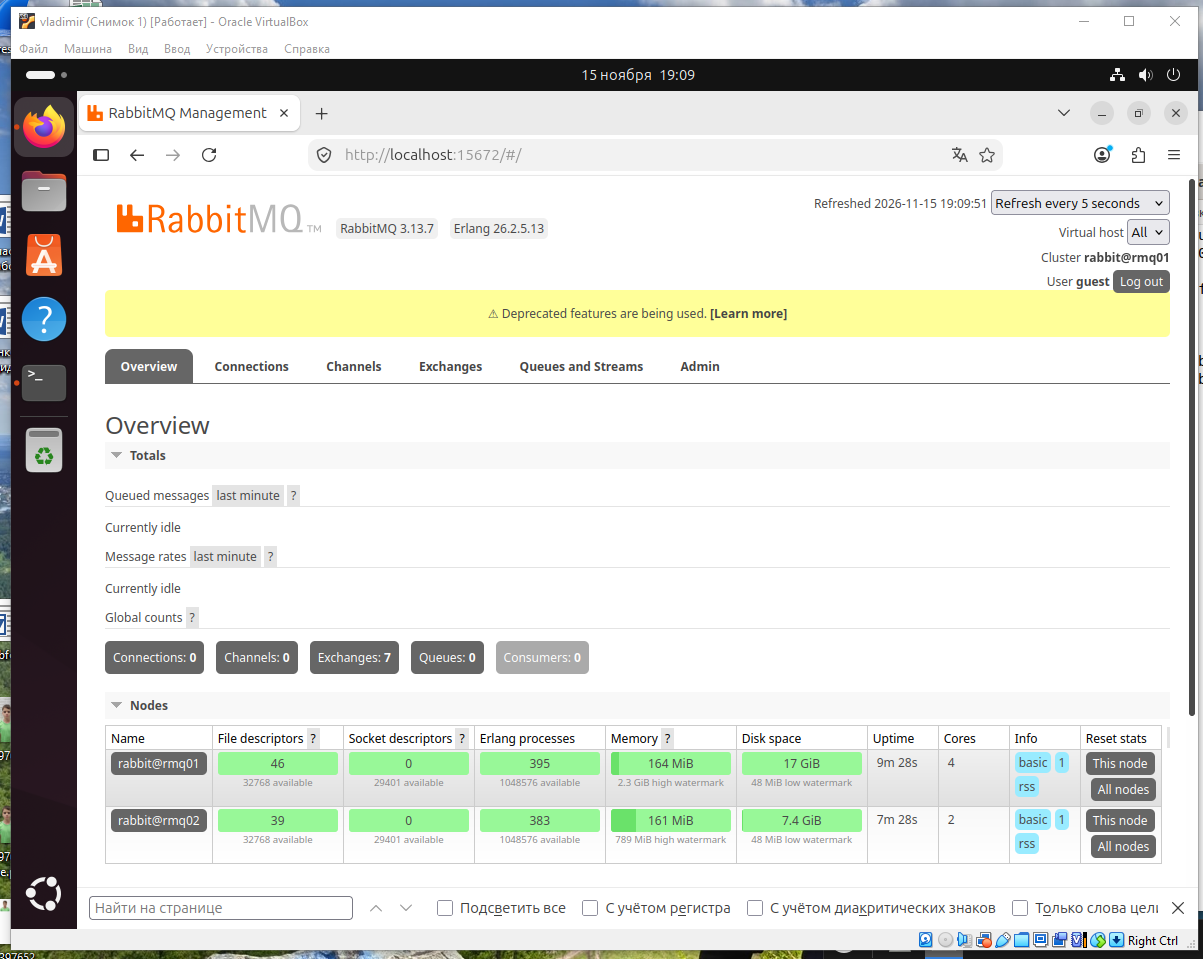 vladimir (Снимок 1) [Работает] - Oracle VirtualBox
Файл Машина Вид Ввод Устройства Справка
15 ноября 19:09
RabbitMQ Management
http://localhost:15672/#/
RabbitMQ TM RabbitMQ 3.13.7 Erlang 26.2.5.13
Refreshed 2026-11-15 19:09:51 Refresh every 5 seconds
Virtual host All
Cluster rabbit@rmq01
User guest Log out
⚠ Deprecated features are being used. [Learn more]
Overview Connections Channels Exchanges Queues and Streams Admin
Overview
Totals
Queued messages last minute ?
Currently idle
Message rates last minute ?
Currently idle
Global counts ?
Connections: 0 Channels: 0 Exchanges: 7 Queues: 0 Consumers: 0
Nodes
Name File descriptors ? Socket descriptors ? Erlang processes Memory ? Disk space Uptime Cores Info Reset stats
rabbit@rmq01 46 0 395 164 MiB 17 GiB 9m 28s 4 basic 1 This node
32768 available 29401 available 1048576 available 2.3 GiB high watermark 48 MiB low watermark
rss All nodes
rabbit@rmq02 39 0 383 161 MiB 7.4 GiB 7m 28s 2 basic 1 This node
32768 available 29401 available 1048576 available 789 MiB high watermark 48 MiB low watermark
rss All nodes
Найти на странице Подсветить все С учётом регистра С учётом диакритических знаков Только слова
Right Ctrl
397652